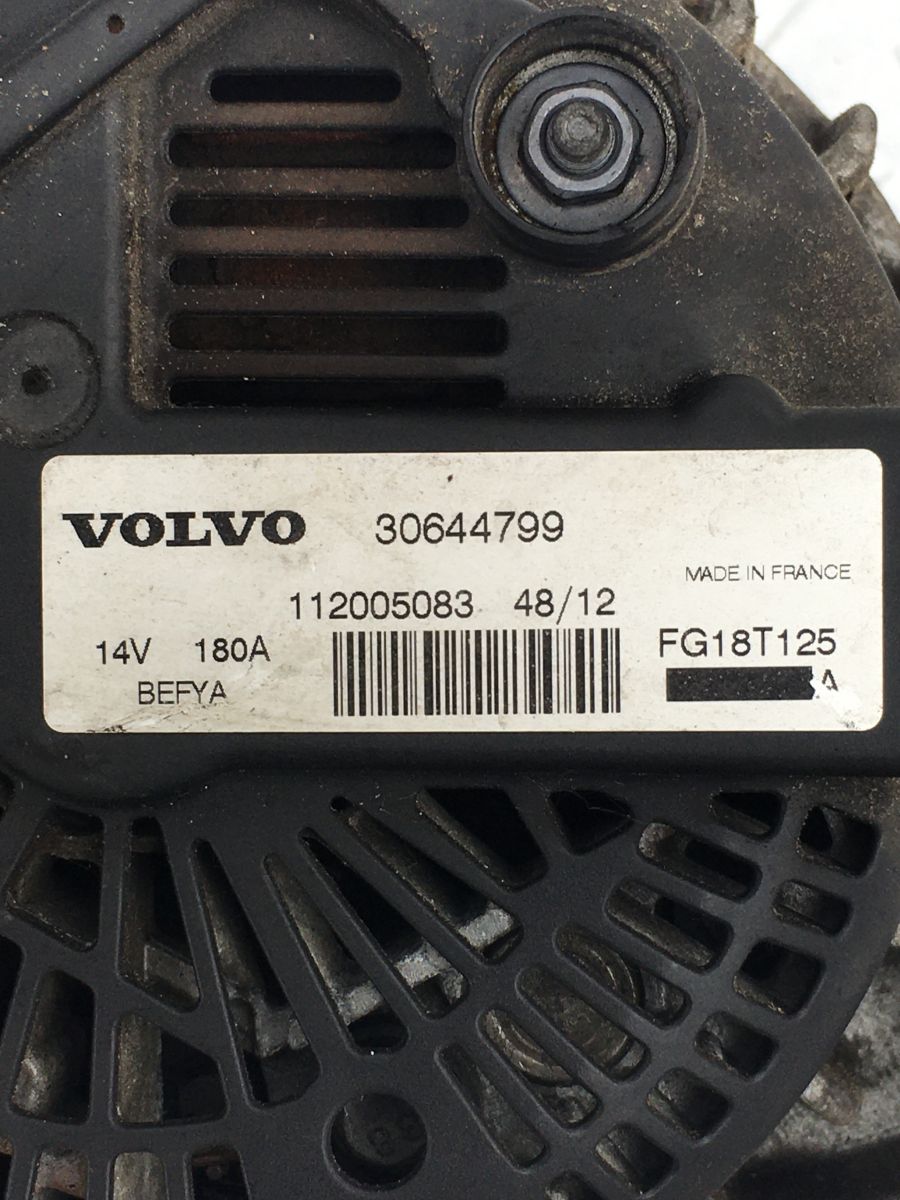 VOLVO 30644799
MADE IN FRANCE
112005083 48/12
14V 180A FG18T125
BEFYA A